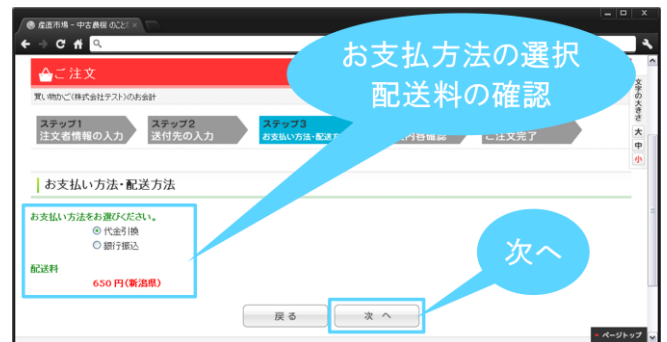 産直市場 - 中古農機 のことな
お支払方法の選択
配送料の確認
ご注文
買い物かご(株式会社テスト)のお会計
文字の大きさ
大
中
小
ステップ1
注文者情報の入力
ステップ2
送付先の入力
ステップ3
お支払い方法・配送方
内容確認
ご注文完了
お支払い方法・配送方法
お支払い方法をお選びください。
代金引換
銀行振込
配送料
650 円(新潟県)
次へ
戻 る
次 へ
ページトップ